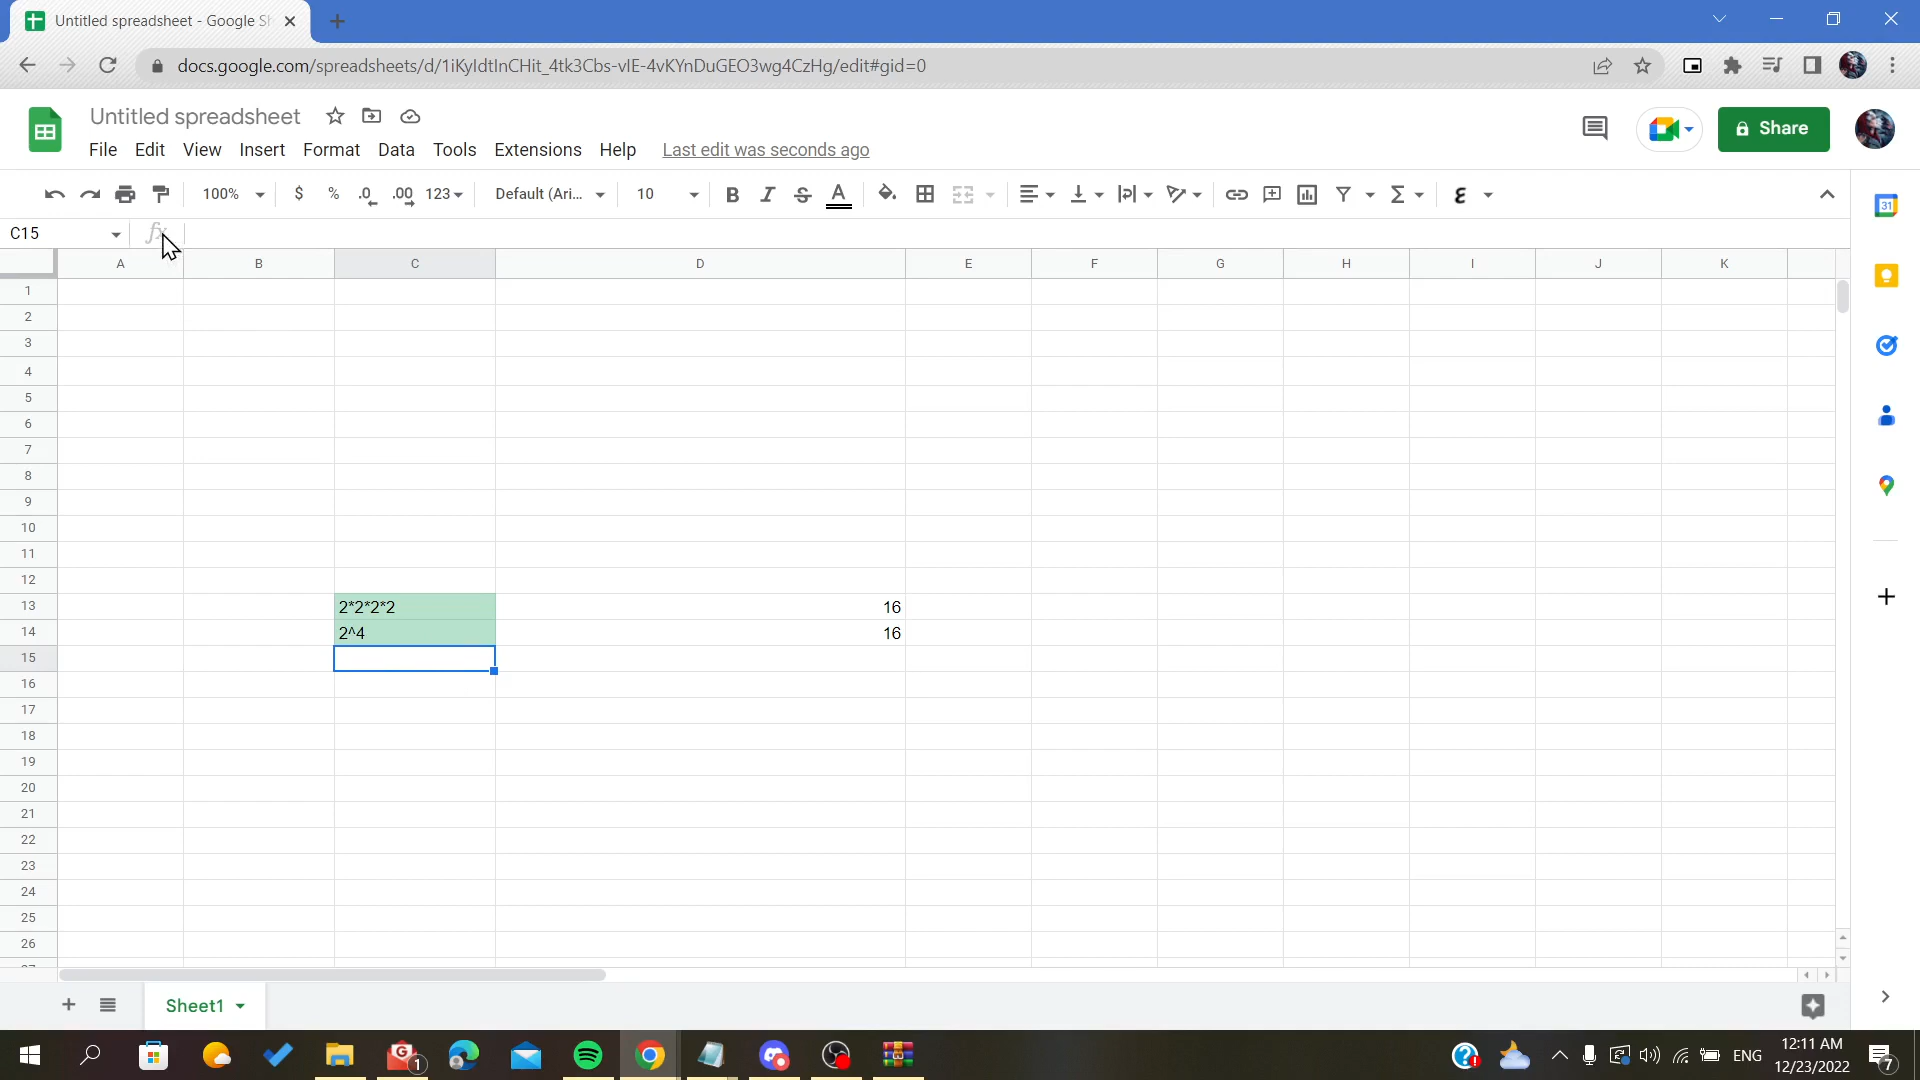 Untitled spreadsheet - Google S
docs.google.com/spreadsheets/d/1iKyIdtInCHit_4tk3Cbs-vIE-4vKYnDuGEO3wg4CzHg/edit#gid=0
Untitled spreadsheet
Share
File Edit View Insert Format Data Tools Extensions Help Last edit was seconds ago
100% $ % .0 .00 123 Default (Ari... 10 B I S A Σ Ɛ
31
C15 fx
A B C D E F G H I J K
1
2
3
4
5
6
7
8
9
10
11
12
13 2*2*2*2 16
14 2^4 16
15
16
17
18
19
20
21
22
23
24
25
26
Sheet1
G 1 ENG 12:11 AM
12/23/2022 7